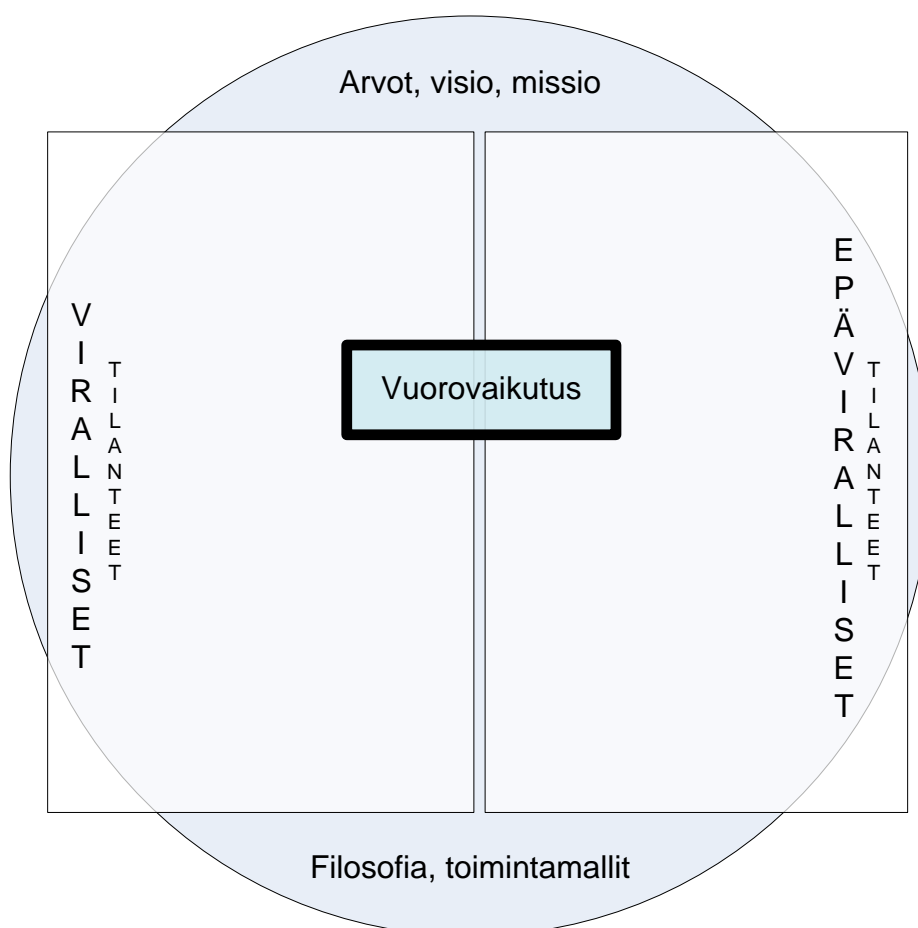 Arvot, visio, missio
VIRALLISET
TILANTEET
Vuorovaikutus
EPÄVIRALLISET
TILANTEET
Filosofia, toimintamallit